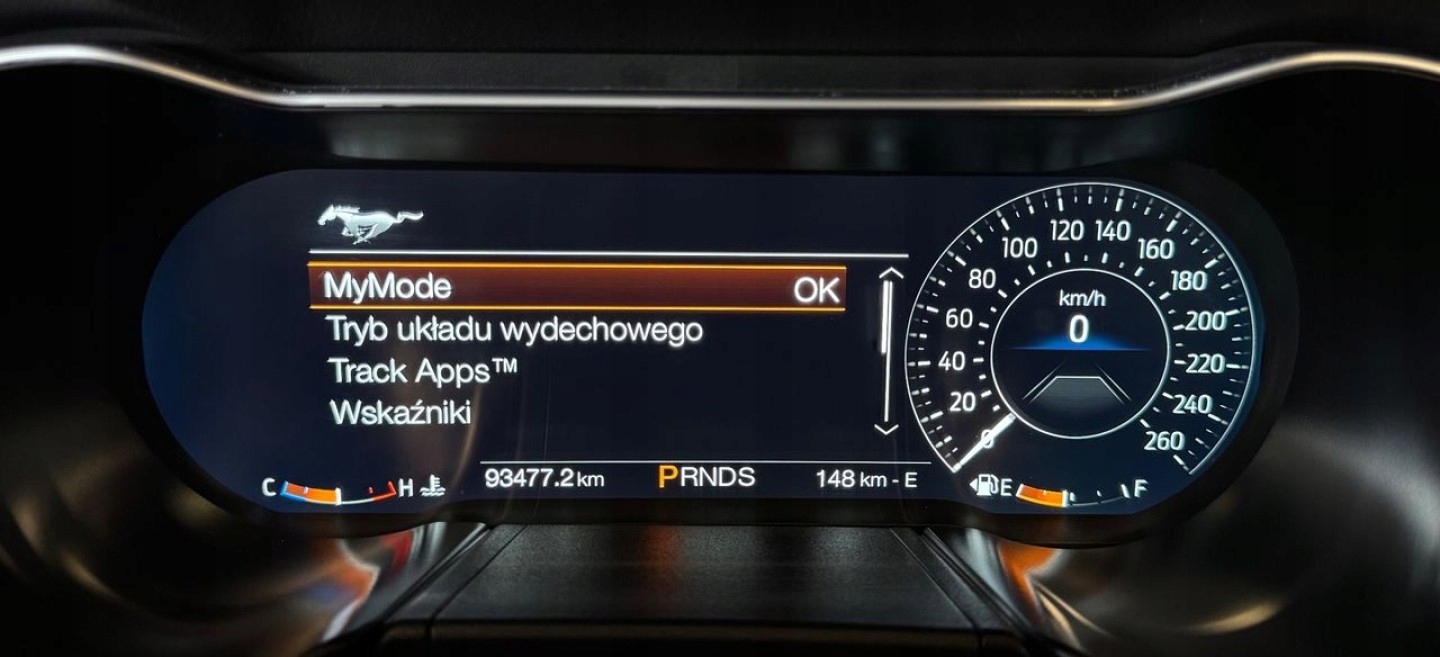 MyMode OK
Tryb układu wydechowego
Track Apps™
Wskaźniki
C H
93477.2 km
PRNDS
148 km - E
E F
km/h
0
0
20
40
60
80
100
120
140
160
180
200
220
240
260